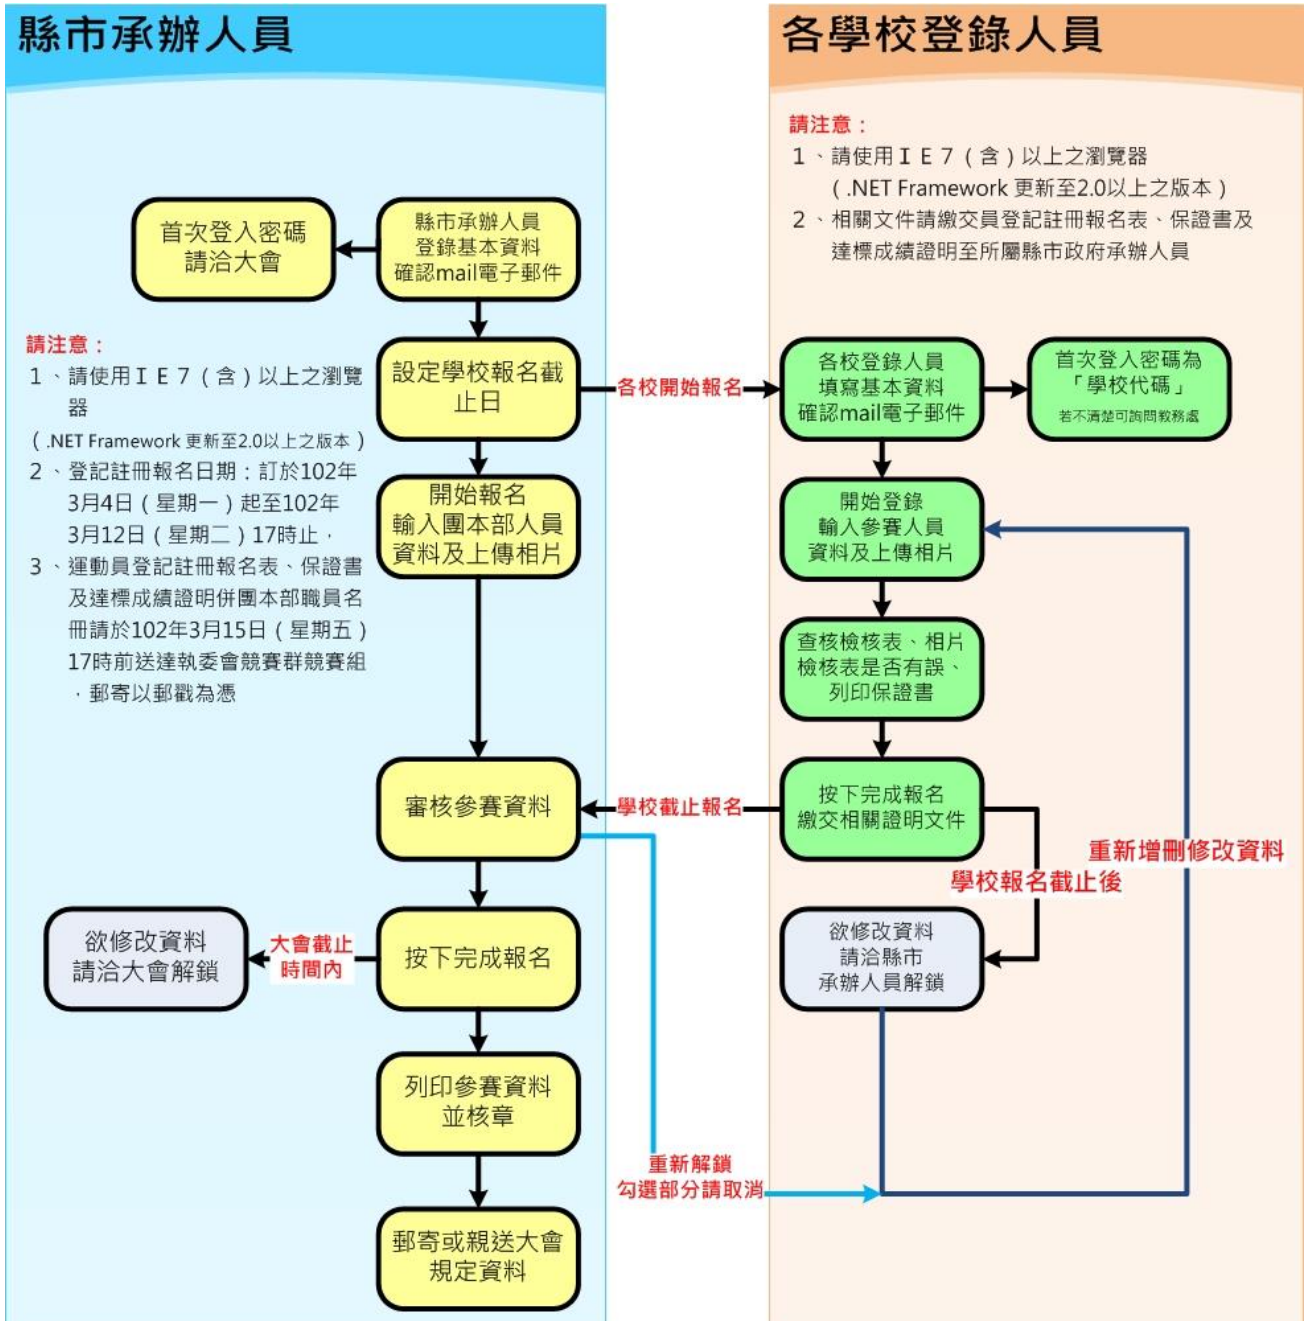 縣市承辦人員
首次登入密碼
請洽大會
縣市承辦人員
登錄基本資料
確認mail電子郵件
請注意：
1、請使用ＩＥ７（含）以上之瀏覽
器
（.NET Framework 更新至2.0以上之版本）
2、登記註冊報名日期：訂於102年
3月4日（星期一）起至102年
3月12日（星期二）17時止．
3、運動員登記註冊報名表、保證書
及達標成績證明併團本部職員名
冊請於102年3月15日（星期五）
17時前送達執委會競賽群競賽組
．郵寄以郵戳為憑
設定學校報名截
止日
各校開始報名
開始報名
輸入團本部人員
資料及上傳相片
審核參賽資料
學校截止報名
按下完成報名
大會截止
時間內
欲修改資料
請洽大會解鎖
列印參賽資料
並核章
重新解鎖
勾選部分請取消
郵寄或親送大會
規定資料
各學校登錄人員
請注意：
1、請使用ＩＥ７（含）以上之瀏覽器
（.NET Framework 更新至2.0以上之版本）
2、相關文件請繳交員登記註冊報名表、保證書及
達標成績證明至所屬縣市政府承辦人員
各校登錄人員
填寫基本資料
確認mail電子郵件
首次登入密碼為
「學校代碼」
若不清楚可詢問教務處
開始登錄
輸入參賽人員
資料及上傳相片
查核檢核表、相片
檢核表是否有誤、
列印保證書
按下完成報名
繳交相關證明文件
重新增刪修改資料
學校報名截止後
欲修改資料
請洽縣市
承辦人員解鎖